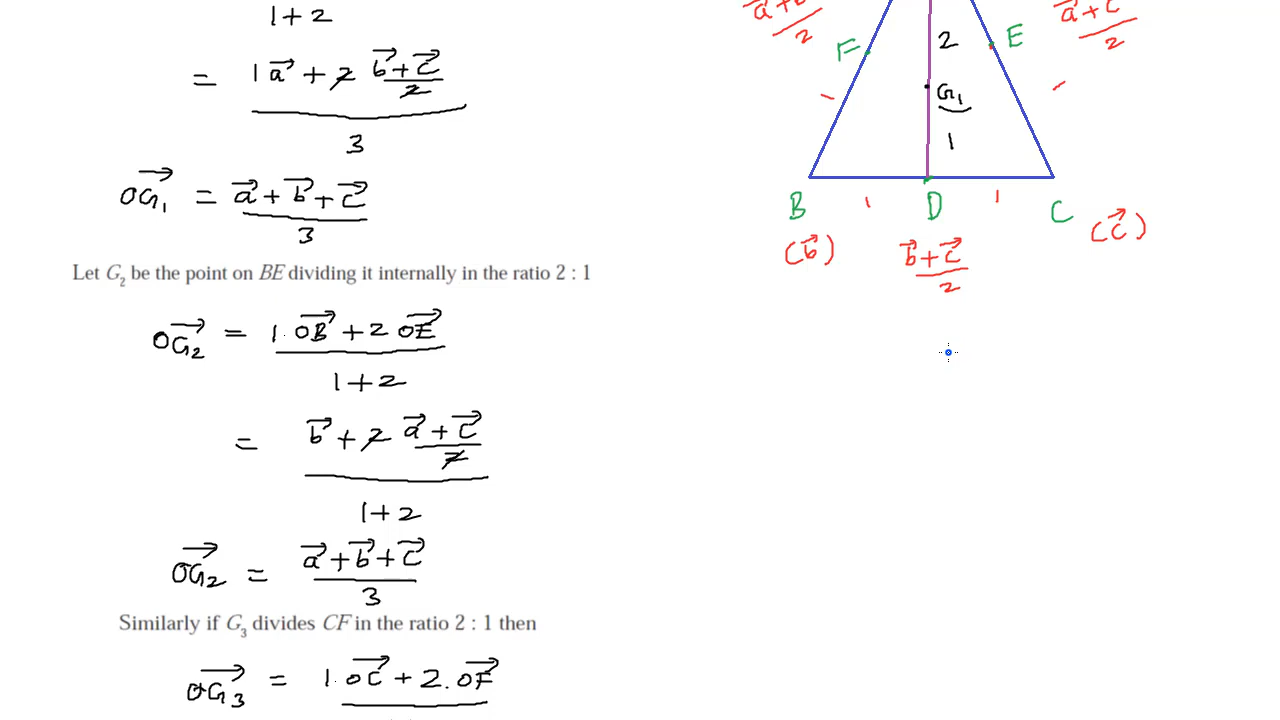 1 + 2
= 1a⃗ + 2 (b⃗ + c⃗)/2
3
OG₁⃗ = (a⃗ + b⃗ + c⃗)/3
Let G₂ be the point on BE dividing it internally in the ratio 2 : 1
OG₂⃗ = 1. OB⃗ + 2 OE⃗
1 + 2
= b⃗ + 2 (a⃗ + c⃗)/2
1 + 2
OG₂⃗ = (a⃗ + b⃗ + c⃗)/3
Similarly if G₃ divides CF in the ratio 2 : 1 then
OG₃⃗ = 1. OC⃗ + 2. OF⃗
2
(a⃗ + c⃗)/2
F
2
E
G₁
1
B
1
D
1
C
(b⃗)
(b⃗ + c⃗)/2
(c⃗)